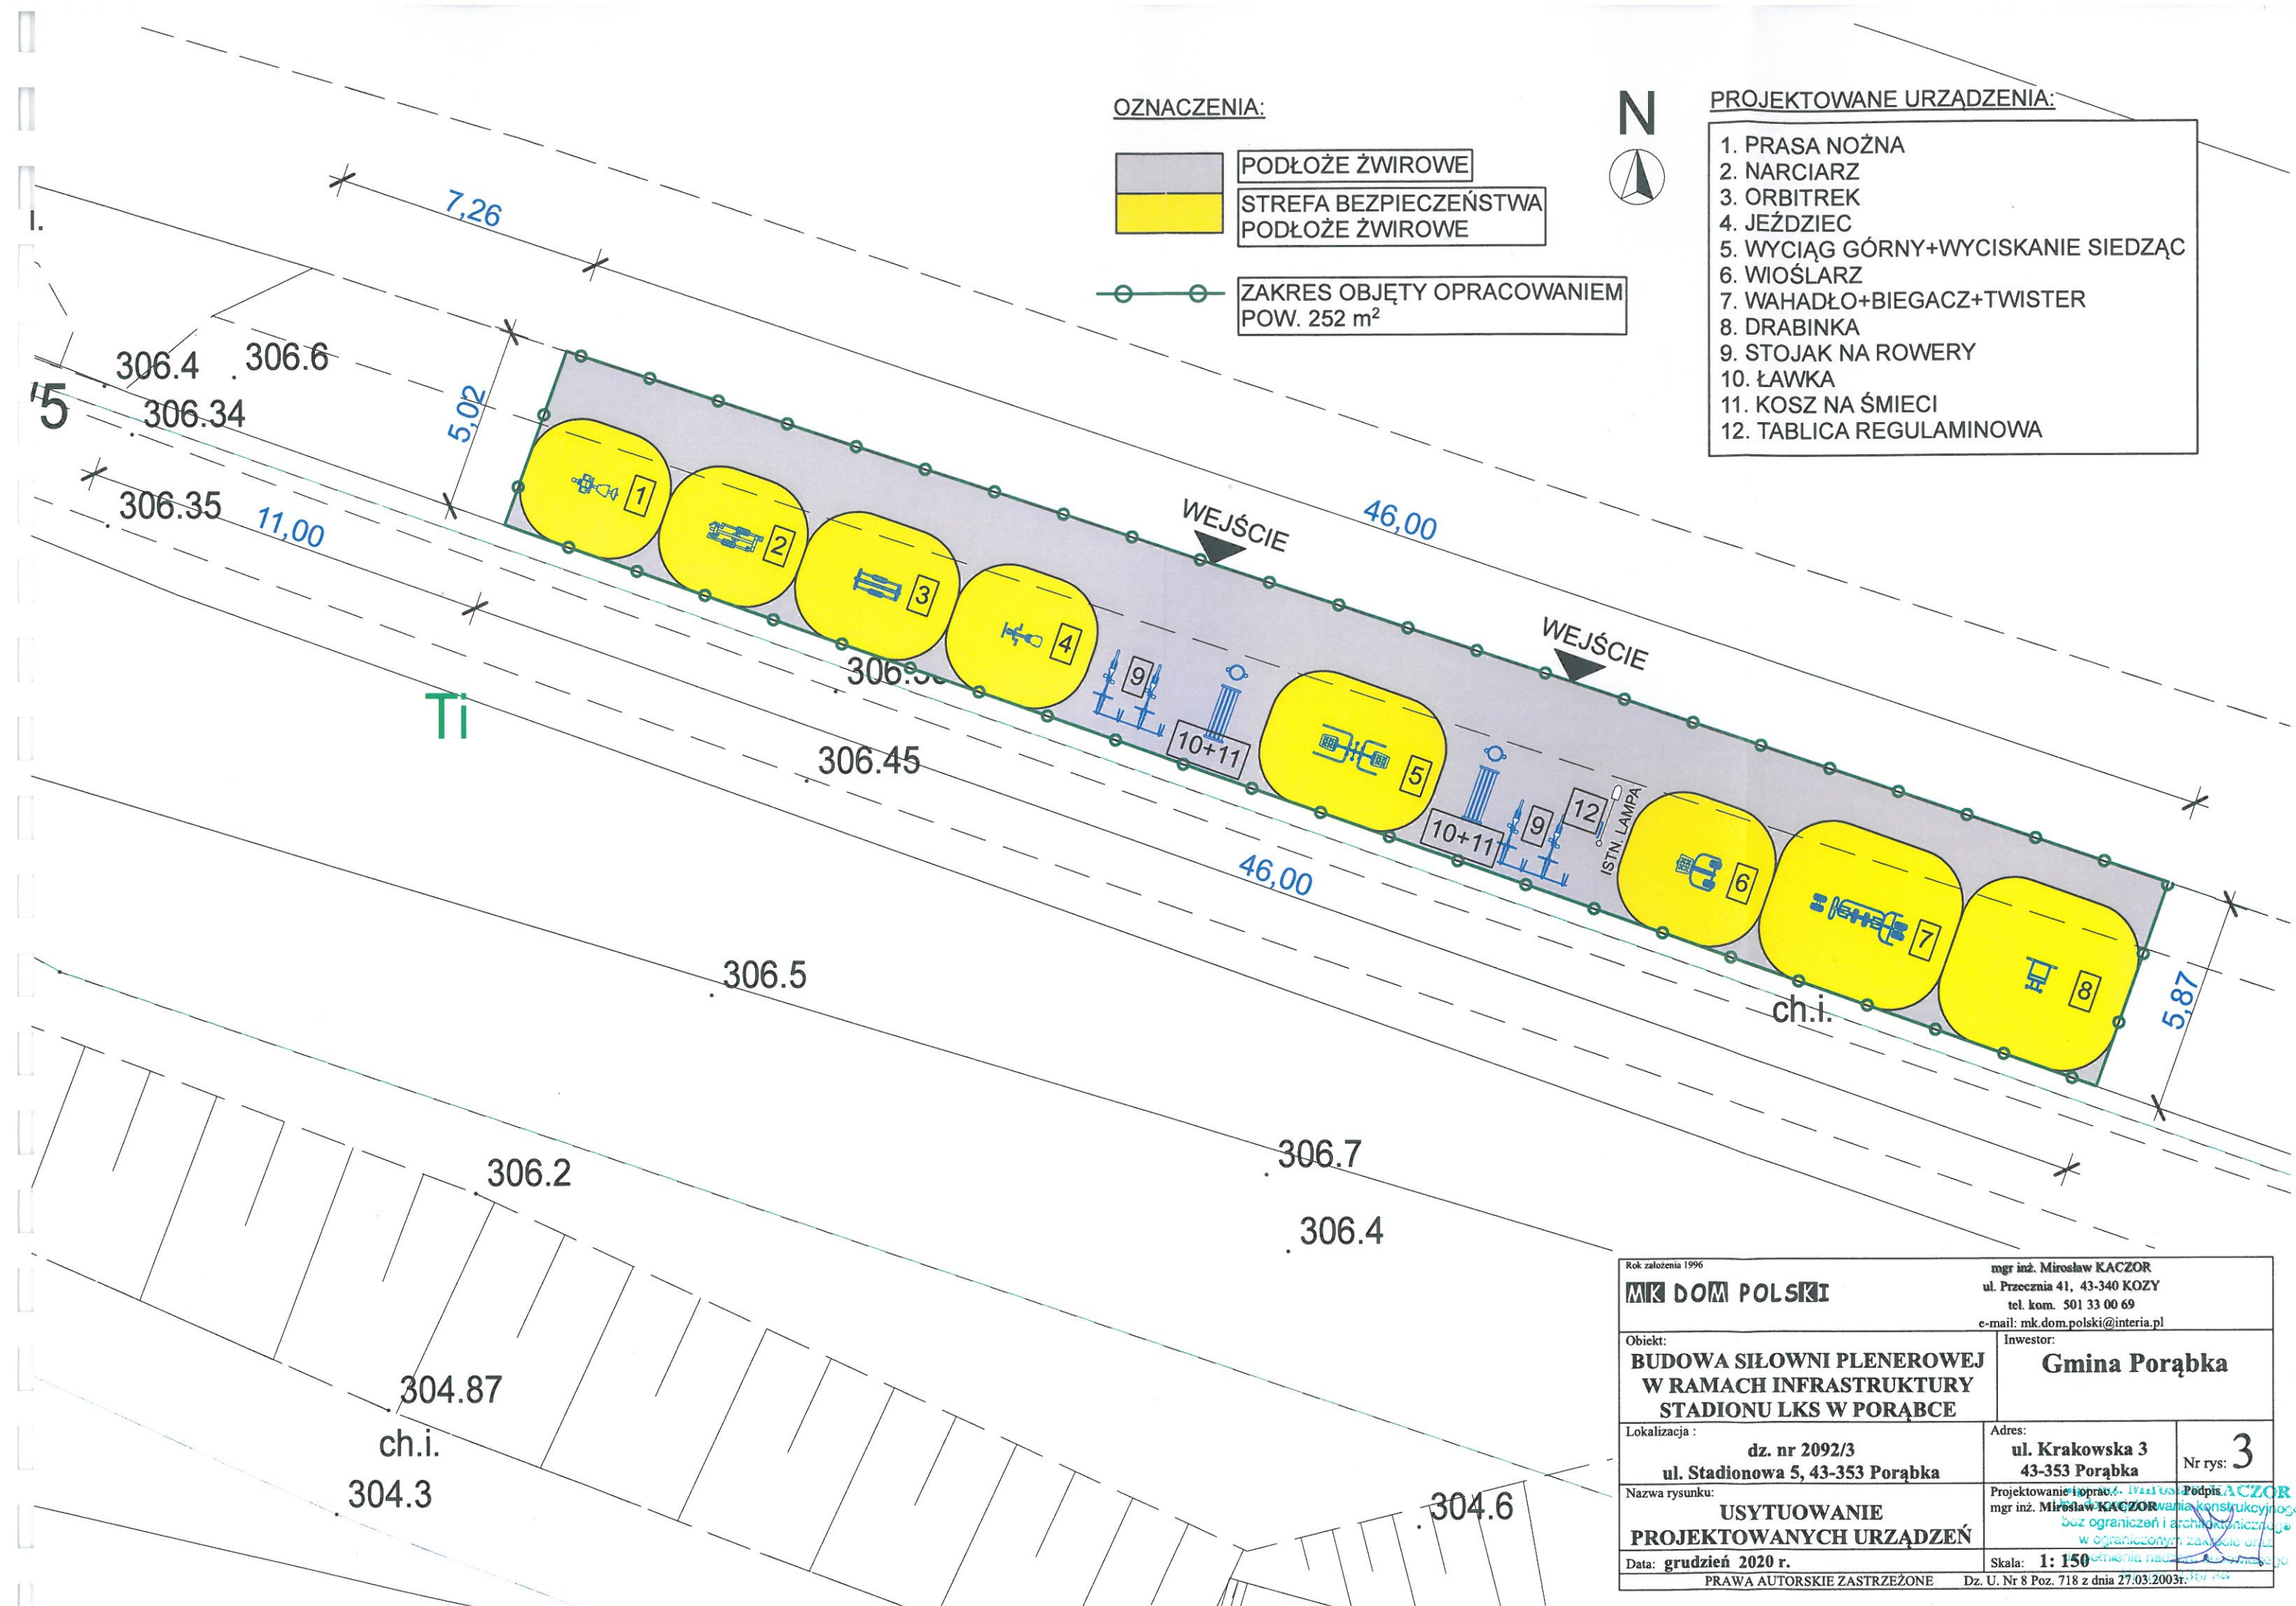 OZNACZENIA:
PODŁOŻE ŻWIROWE
STREFA BEZPIECZEŃSTWA
PODŁOŻE ŻWIROWE
ZAKRES OBJĘTY OPRACOWANIEM
POW. 252 m²
N
PROJEKTOWANE URZĄDZENIA:
1. PRASA NOŻNA
2. NARCIARZ
3. ORBITREK
4. JEŹDZIEC
5. WYCIĄG GÓRNY+WYCISKANIE SIEDZĄC
6. WIOŚLARZ
7. WAHADŁO+BIEGACZ+TWISTER
8. DRABINKA
9. STOJAK NA ROWERY
10. ŁAWKA
11. KOSZ NA ŚMIECI
12. TABLICA REGULAMINOWA
7,26
306.4
306.6
5
306.34
5,02
306.35
11,00
1
2
3
4
WEJŚCIE
46,00
WEJŚCIE
9
10+11
5
10+11
9
12
ISTN. LAMPA
6
7
8
5,87
Ti
306.45
46,00
ch.i.
306.5
306.7
306.2
306.4
304.87
ch.i.
304.3
304.6
Rok założenia 1996
MK DOM POLSKI
mgr inż. Mirosław KACZOR
ul. Przecznia 41, 43-340 KOZY
tel. kom. 501 33 00 69
e-mail: mk.dom.polski@interia.pl
Obiekt:
BUDOWA SIŁOWNI PLENEROWEJ
W RAMACH INFRASTRUKTURY
STADIONU LKS W PORĄBCE
Inwestor:
Gmina Porąbka
Lokalizacja :
dz. nr 2092/3
ul. Stadionowa 5, 43-353 Porąbka
Adres:
ul. Krakowska 3
43-353 Porąbka
Nr rys: 3
Nazwa rysunku:
USYTUOWANIE
PROJEKTOWANYCH URZĄDZEŃ
Projektowanie i oprac.:
mgr inż. Mirosław KACZOR
Podpis
KACZOR
bez ograniczeń i architektonicznego
w ograniczonym zakresie oraz
Data: grudzień 2020 r.
Skala: 1: 150
PRAWA AUTORSKIE ZASTRZEŻONE Dz. U. Nr 8 Poz. 718 z dnia 27.03.2003r.